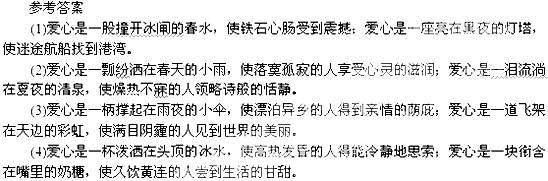 参考答案
(1)爱心是一股撞开冰闸的春水，使铁石心肠受到震撼；爱心是一座亮在黑夜的灯塔，
使迷途航船找到港湾。
(2)爱心是一瓢纷洒在春天的小雨，使落寞孤寂的人享受心灵的滋润；爱心是一泪流淌
在夏夜的清泉，使燥热不寐的人领略诗般的恬静。
(3)爱心是一柄撑起在雨夜的小伞，使漂泊异乡的人得到亲情的荫庇；爱心是一道飞架
在天边的彩虹，使满目阴霾的人见到世界的美丽。
(4)爱心是一杯泼洒在头顶的冰水，使高热发昏的人得能冷静地思索；爱心是一块衔含
在嘴里的奶糖，使久饮黄连的人尝到生活的甘甜。